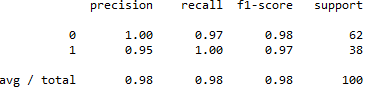 precision recall f1-score support
0 1.00 0.97 0.98 62
1 0.95 1.00 0.97 38
avg / total 0.98 0.98 0.98 100